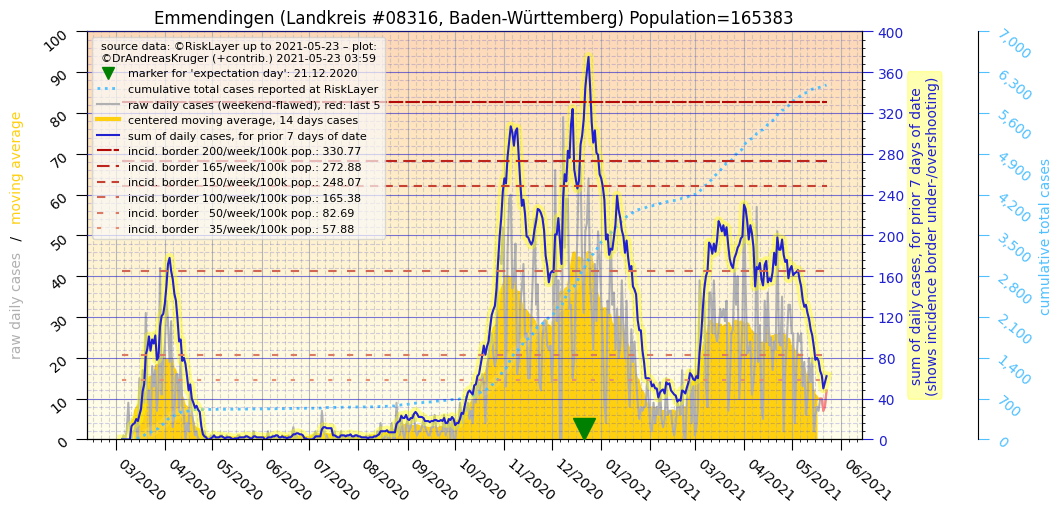 Emmendingen (Landkreis #08316, Baden-Württemberg) Population=165383
source data: ©RiskLayer up to 2021-05-23 – plot:
©DrAndreasKruger (+contrib.) 2021-05-23 03:59
marker for 'expectation day': 21.12.2020
cumulative total cases reported at RiskLayer
raw daily cases (weekend-flawed), red: last 5
centered moving average, 14 days cases
sum of daily cases, for prior 7 days of date
incid. border 200/week/100k pop.: 330.77
incid. border 165/week/100k pop.: 272.88
incid. border 150/week/100k pop.: 248.07
incid. border 100/week/100k pop.: 165.38
incid. border   50/week/100k pop.: 82.69
incid. border   35/week/100k pop.: 57.88
raw daily cases / moving average
100
90
80
70
60
50
40
30
20
10
0
03/2020
04/2020
05/2020
06/2020
07/2020
08/2020
09/2020
10/2020
11/2020
12/2020
01/2021
02/2021
03/2021
04/2021
05/2021
06/2021
400
360
320
280
240
200
160
120
80
40
0
sum of daily cases, for prior 7 days of date
(shows incidence border under-/overshooting)
7,000
6,300
5,600
4,900
4,200
3,500
2,800
2,100
1,400
700
0
cumulative total cases